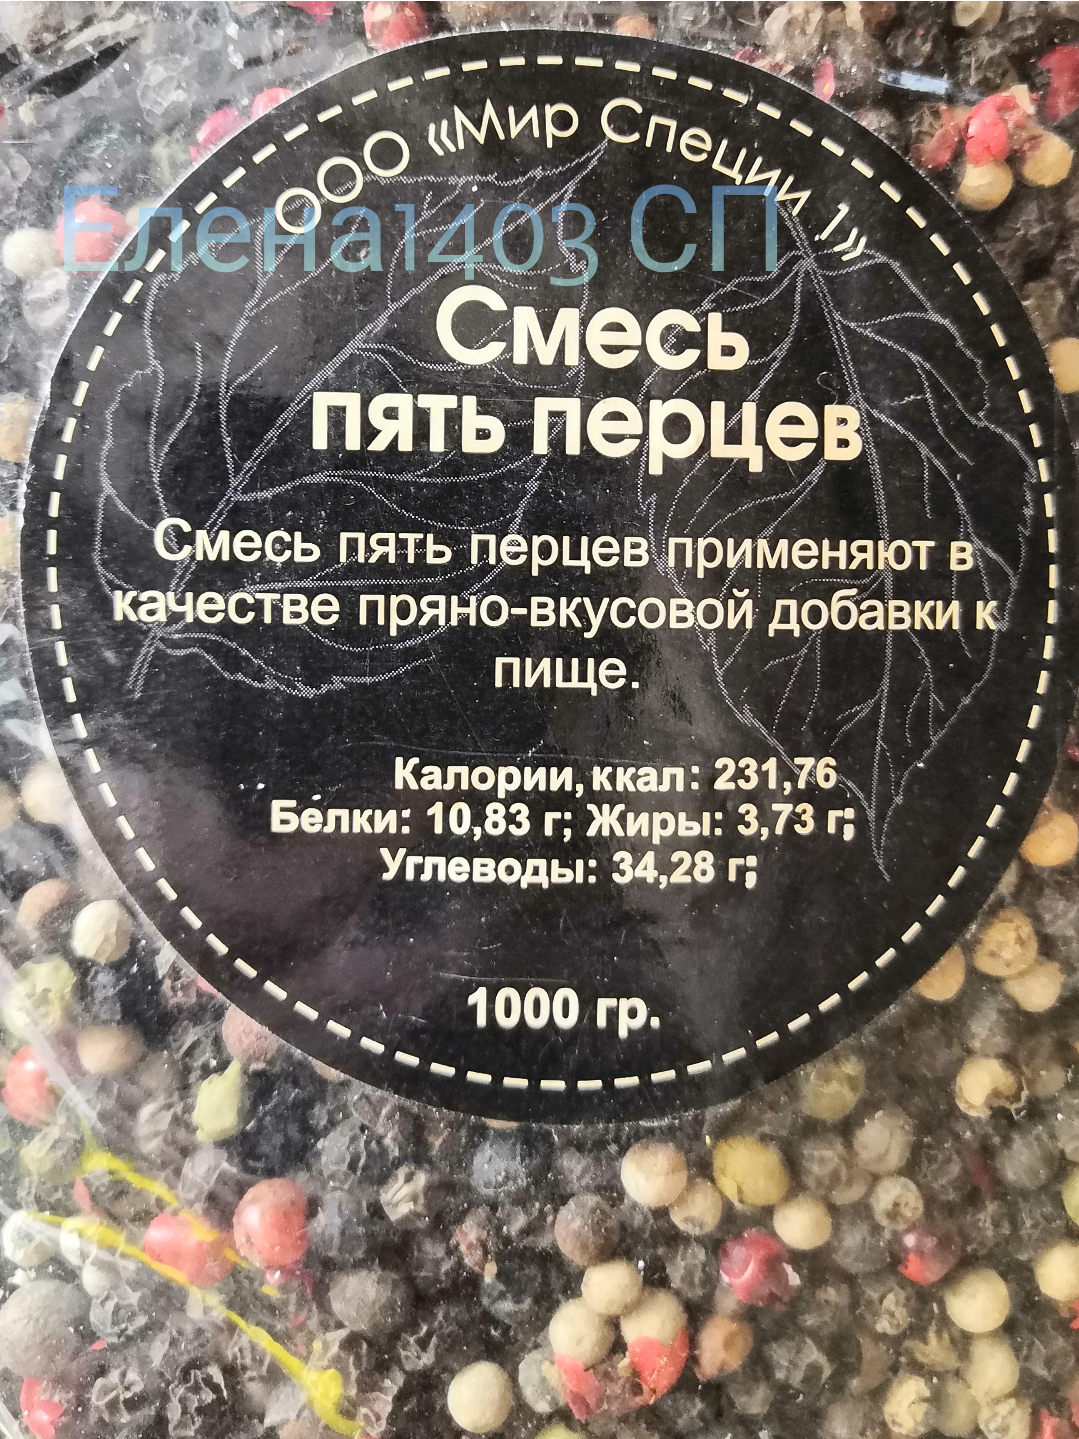 ООО «Мир Специи 1»
Елена1403 СП
Смесь
пять перцев
Смесь пять перцев применяют в
качестве пряно-вкусовой добавки к
пище.
Калории, ккал: 231,76
Белки: 10,83 г; Жиры: 3,73 г;
Углеводы: 34,28 г;
1000 гр.